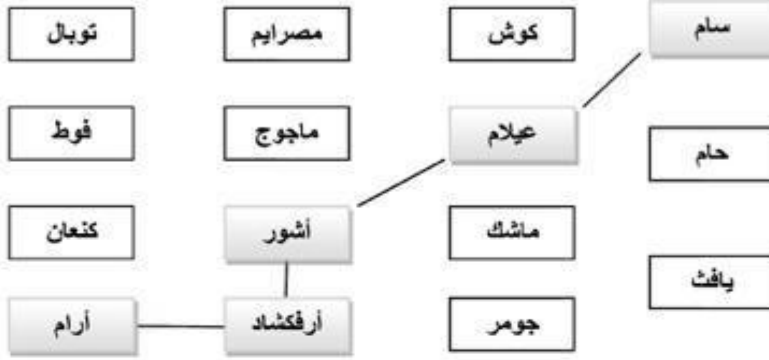 سام
كوش
مصرايم
توبال
حام
عيلام
ماجوج
فوط
يافث
ماشك
أشور
كنعان
جومر
أرفكشاد
أرام